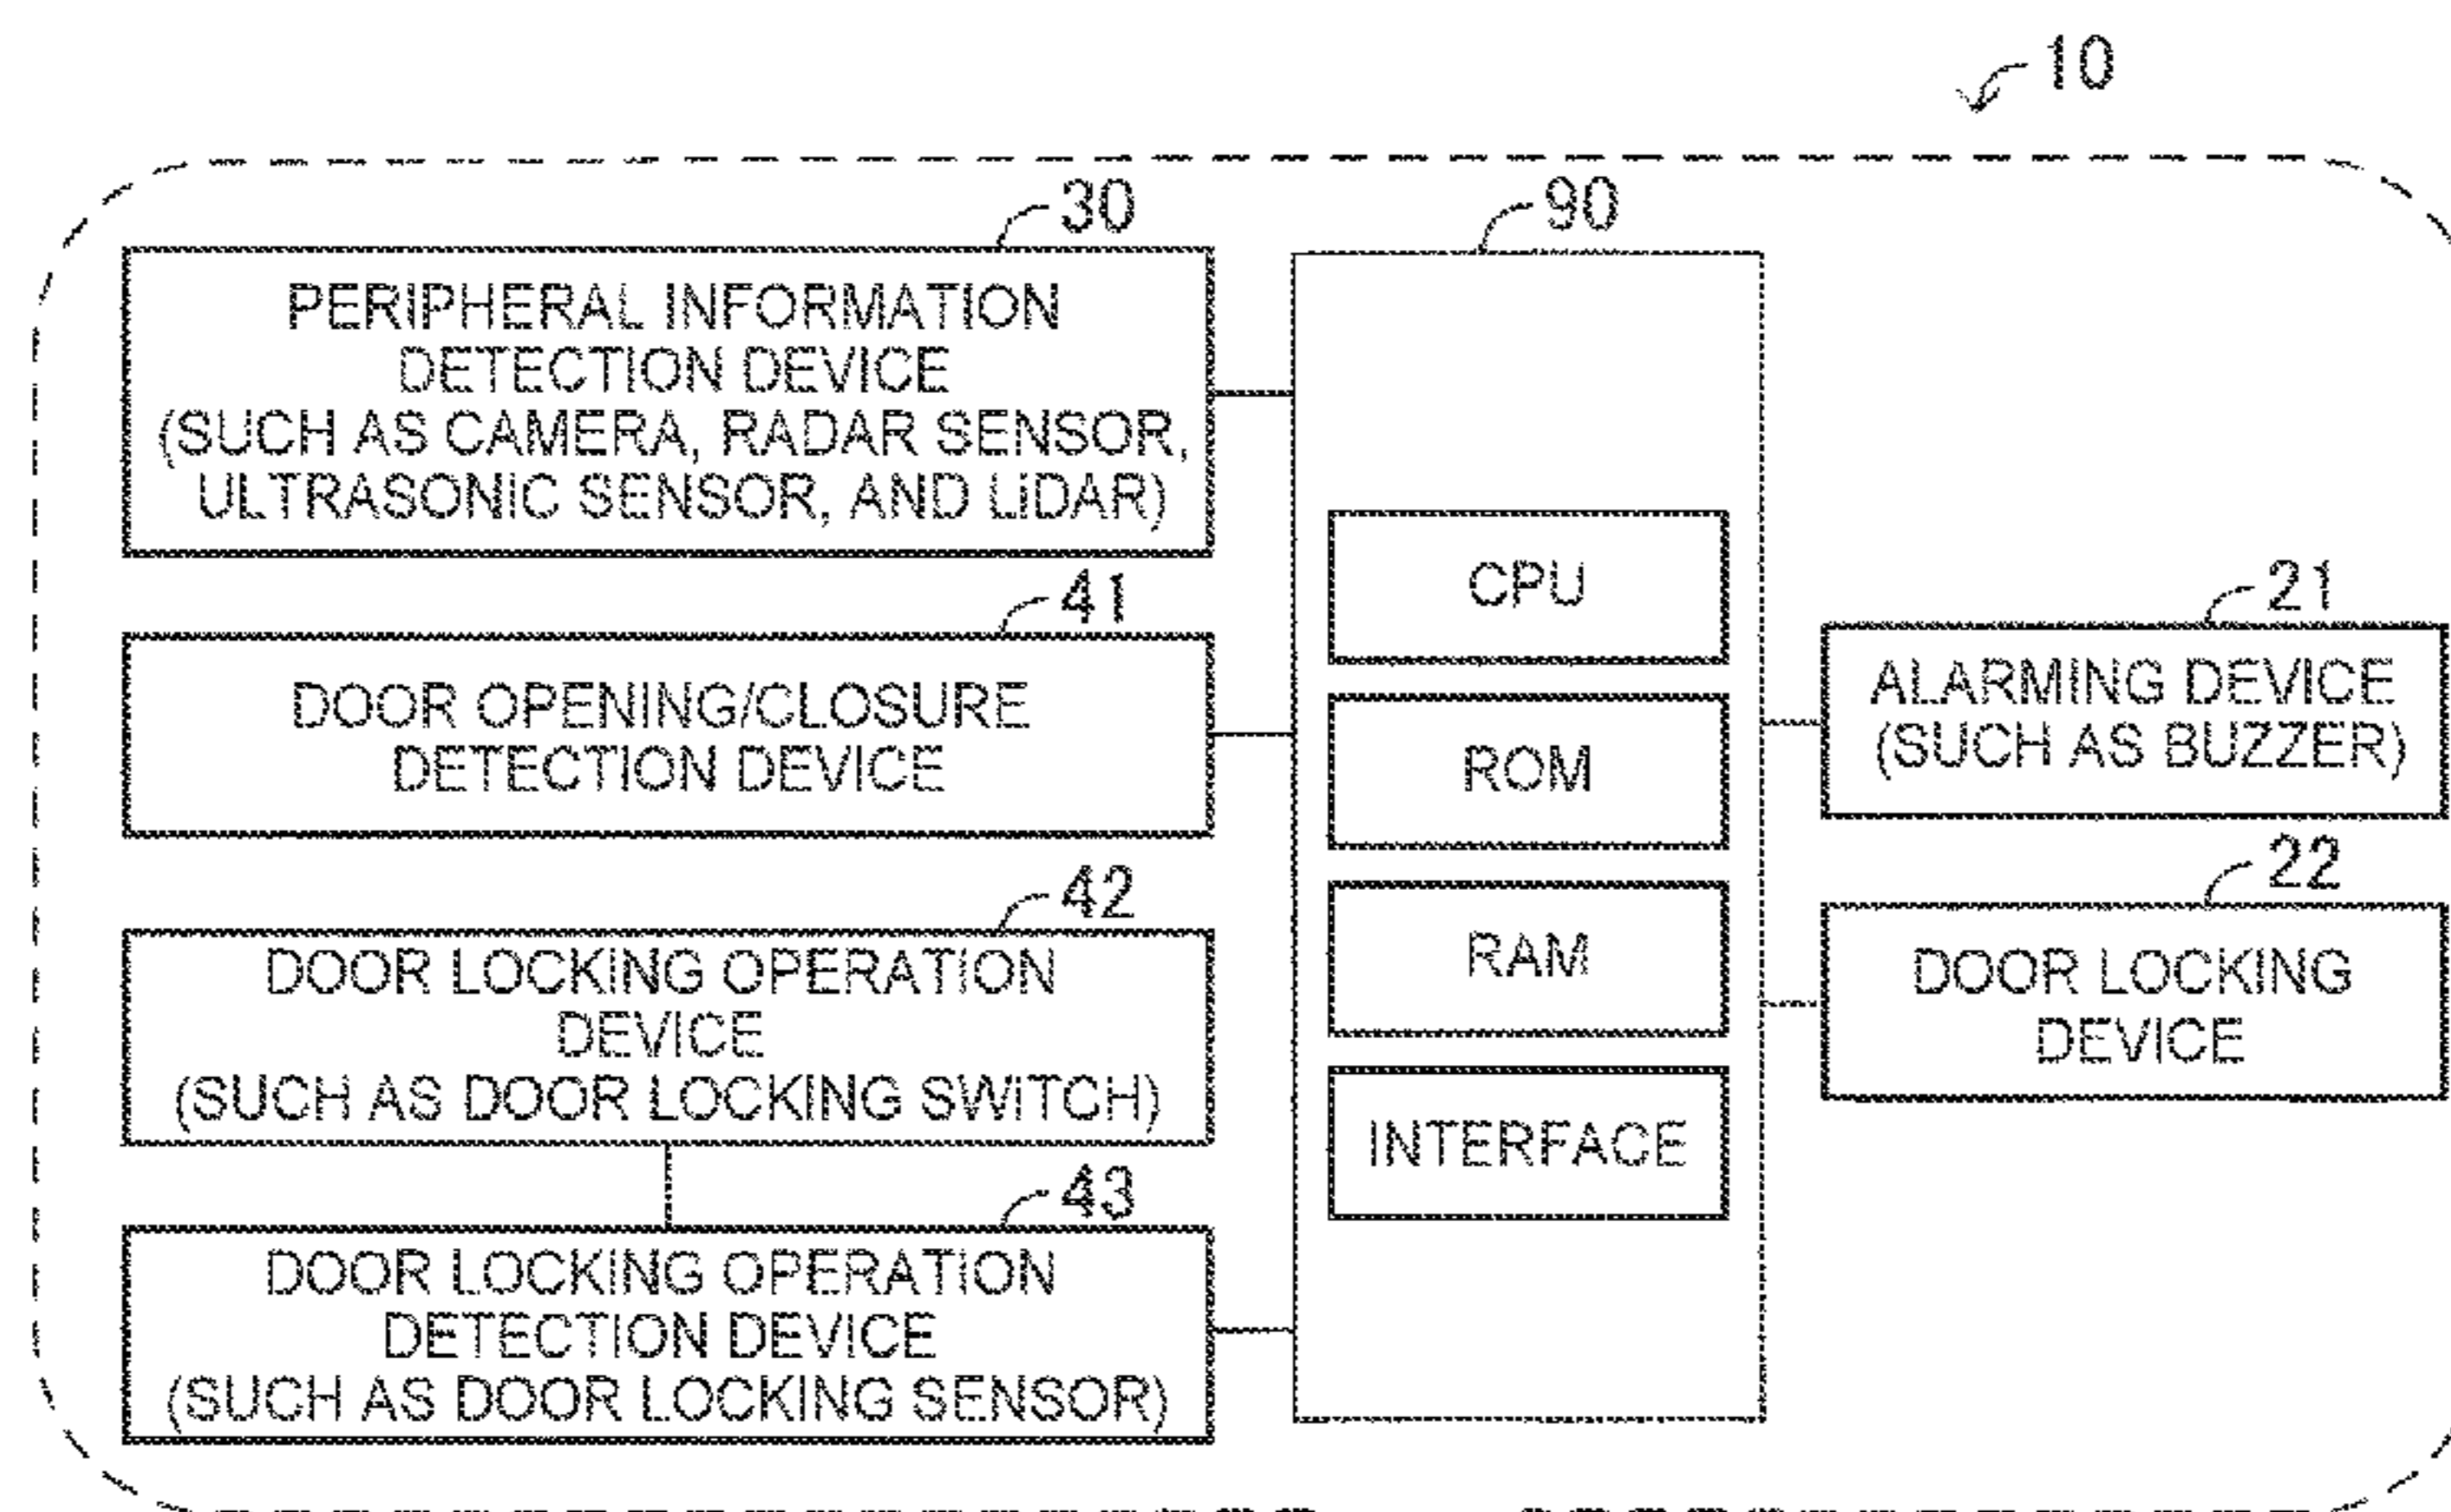 10
30
PERIPHERAL INFORMATION
DETECTION DEVICE
(SUCH AS CAMERA, RADAR SENSOR,
ULTRASONIC SENSOR, AND LiDAR)
41
DOOR OPENING/CLOSURE
DETECTION DEVICE
42
DOOR LOCKING OPERATION
DEVICE
(SUCH AS DOOR LOCKING SWITCH)
43
DOOR LOCKING OPERATION
DETECTION DEVICE
(SUCH AS DOOR LOCKING SENSOR)
90
CPU
ROM
RAM
INTERFACE
21
ALARMING DEVICE
(SUCH AS BUZZER)
22
DOOR LOCKING
DEVICE